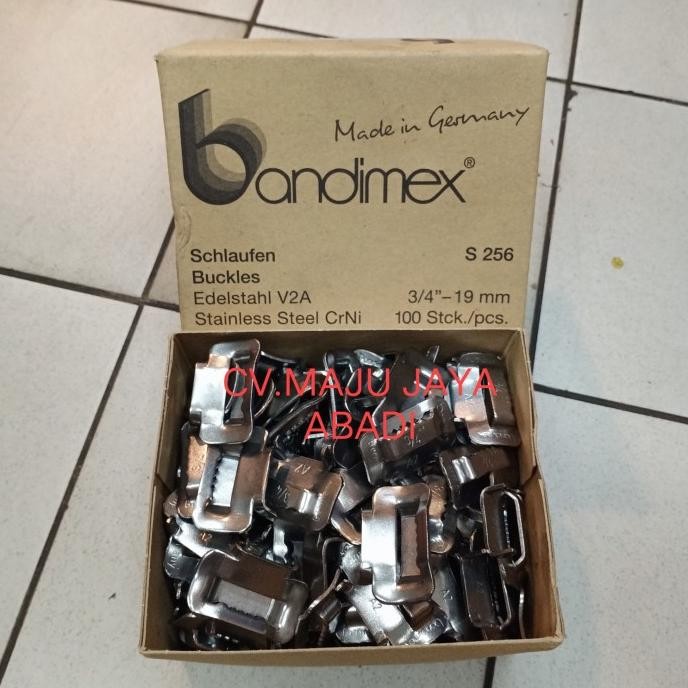 Made in Germany
bandimex®
Schlaufen S 256
Buckles
Edelstahl V2A 3/4"–19 mm
Stainless Steel CrNi 100 Stck./pcs.
CV.MAJU JAYA
ABADI